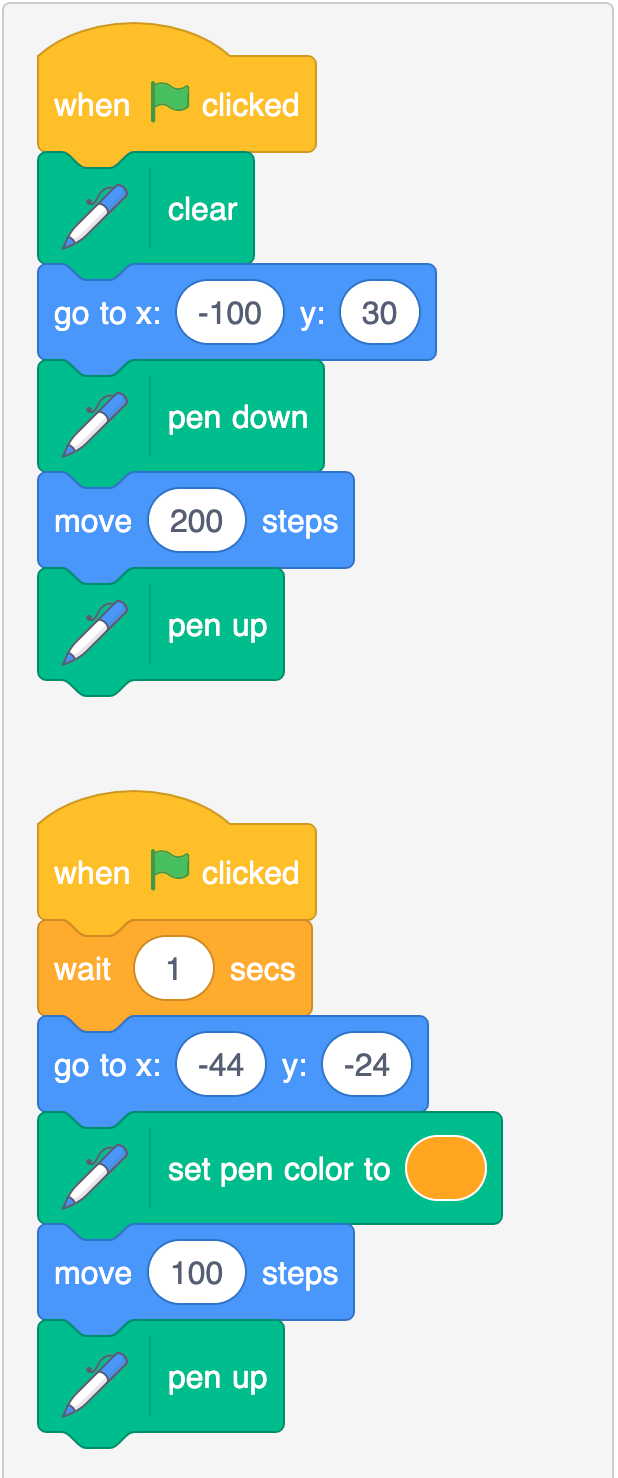 when clicked
clear
go to x: -100 y: 30
pen down
move 200 steps
pen up
when clicked
wait 1 secs
go to x: -44 y: -24
set pen color to
move 100 steps
pen up